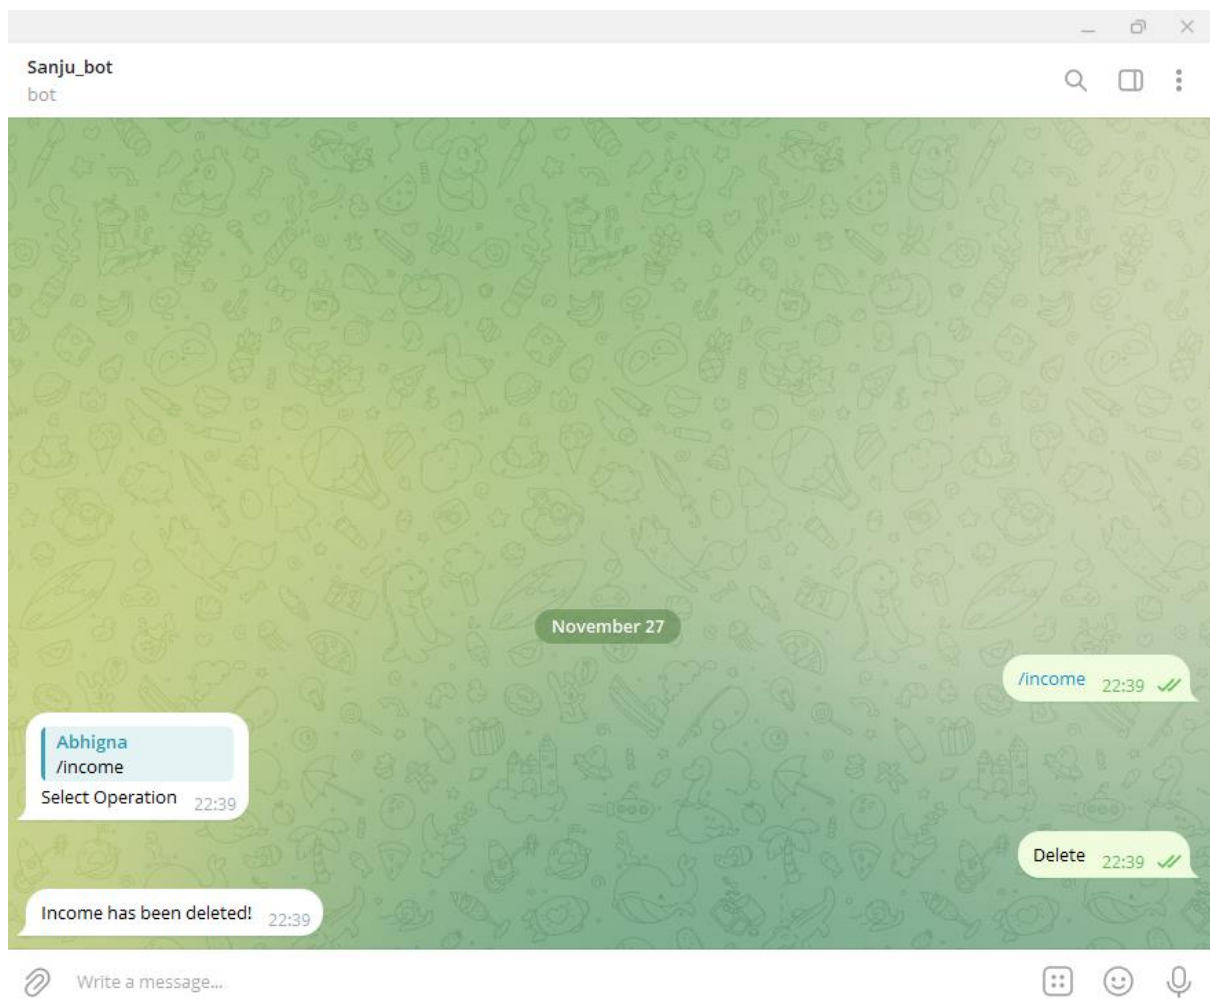 Sanju_bot
bot
November 27
/income 22:39
Abhigna
/income
Select Operation 22:39
Delete 22:39
Income has been deleted! 22:39
Write a message...